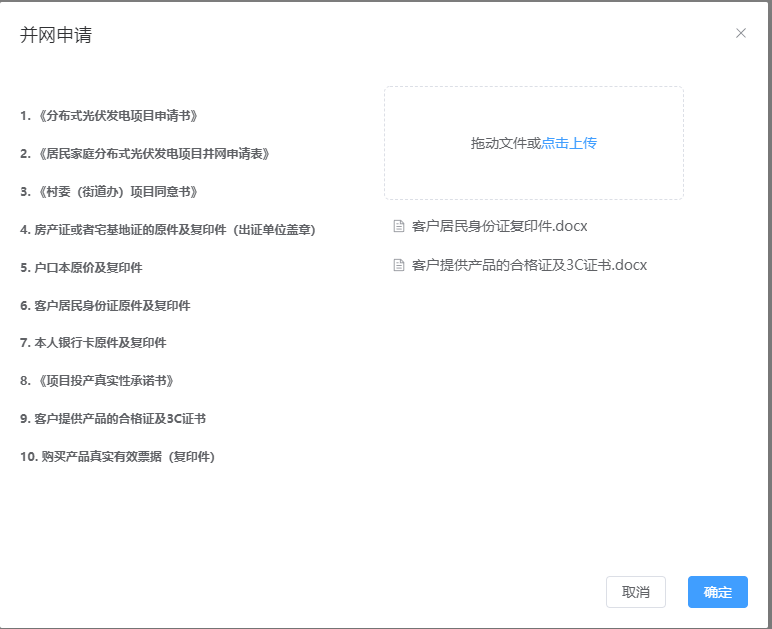 并网申请
1. 《分布式光伏发电项目申请书》
2. 《居民家庭分布式光伏发电项目并网申请表》
3. 《村委（街道办）项目同意书》
4. 房产证或者宅基地证的原件及复印件（出证单位盖章）
5. 户口本原价及复印件
6. 客户居民身份证原件及复印件
7. 本人银行卡原件及复印件
8. 《项目投产真实性承诺书》
9. 客户提供产品的合格证及3C证书
10. 购买产品真实有效票据（复印件）
拖动文件或点击上传
客户居民身份证复印件.docx
客户提供产品的合格证及3C证书.docx
取消
确定